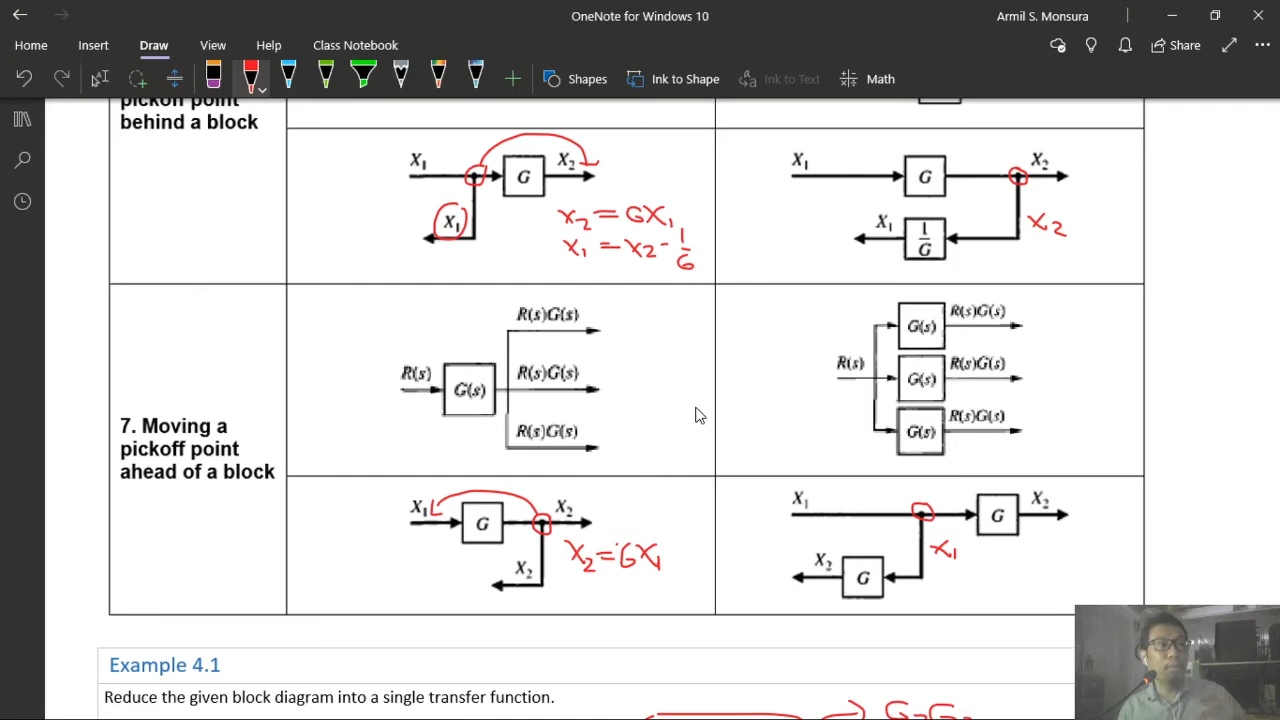 OneNote for Windows 10
Armil S. Monsura
Home Insert Draw View Help Class Notebook
Share
Shapes Ink to Shape Ink to Text Math
pickoff point
behind a block
X₁ G X₂
X₁
X₂ = GX₁
X₁ = X₂ · 1/G
X₁ G X₂
X₁ 1/G X₂
7. Moving a
pickoff point
ahead of a block
R(s)G(s)
R(s) G(s) R(s)G(s)
R(s)G(s)
G(s) R(s)G(s)
R(s) G(s) R(s)G(s)
G(s) R(s)G(s)
X₁ G X₂
X₂ X₂ = GX₁
X₁ G X₂
X₂ G X₁
Example 4.1
Reduce the given block diagram into a single transfer function.